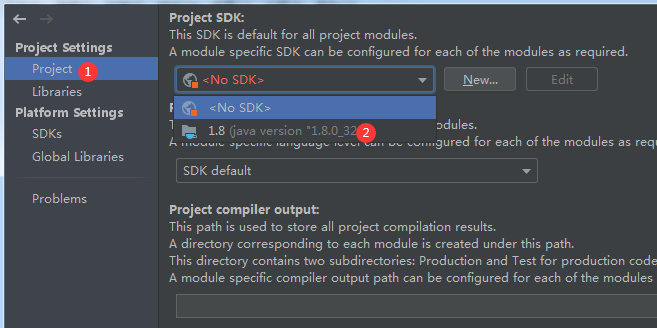 Project Settings
Project 1
Libraries
Platform Settings
SDKs
Global Libraries
Problems
Project SDK:
This SDK is default for all project modules.
A module specific SDK can be configured for each of the modules as required.
<No SDK>
New...
Edit
<No SDK>
1.8 (java version "1.8.0_32 2
odules.
A module specific language level can be configured for each of the modules as requ
SDK default
Project compiler output:
This path is used to store all project compilation results.
A directory corresponding to each module is created under this path.
This directory contains two subdirectories: Production and Test for production code
A module specific compiler output path can be configured for each of the modules